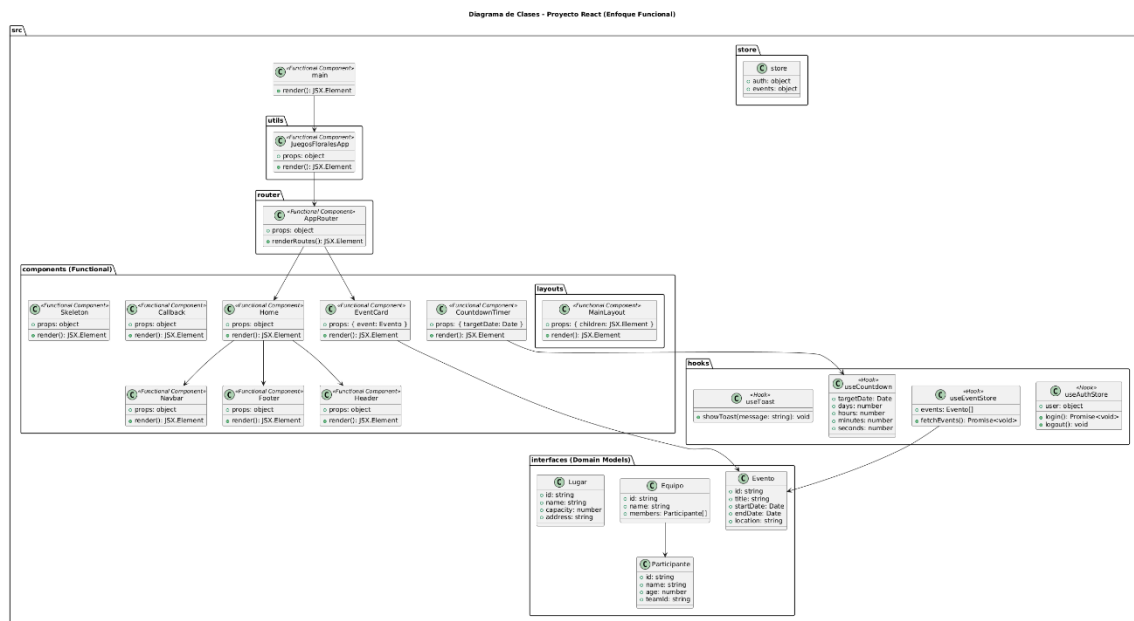 Diagrama de Clases - Proyecto React (Enfoque Funcional)
src
store
C store
auth: object
events: object
«Functional Component»
C main
render(): JSX.Element
utils
«Functional Component»
C JuegosFloralesApp
props: object
render(): JSX.Element
router
«Functional Component»
C AppRouter
props: object
renderRoutes(): JSX.Element
components (Functional)
«Functional Component»
C Skeleton
props: object
render(): JSX.Element
«Functional Component»
C Callback
props: object
render(): JSX.Element
«Functional Component»
C Home
props: object
render(): JSX.Element
«Functional Component»
C EventCard
props: { event: Evento }
render(): JSX.Element
«Functional Component»
C CountdownTimer
props: { targetDate: Date }
render(): JSX.Element
layouts
«Functional Component»
C MainLayout
props: { children: JSX.Element }
render(): JSX.Element
«Functional Component»
C Navbar
props: object
render(): JSX.Element
«Functional Component»
C Footer
props: object
render(): JSX.Element
«Functional Component»
C Header
props: object
render(): JSX.Element
hooks
«Hook»
C useToast
showToast(message: string): void
«Hook»
C useCountdown
targetDate: Date
days: number
hours: number
minutes: number
seconds: number
«Hook»
C useEventStore
events: Evento[]
fetchEvents(): Promise<void>
«Hook»
C useAuthStore
user: object
login(): Promise<void>
logout(): void
interfaces (Domain Models)
C Lugar
id: string
name: string
capacity: number
address: string
C Equipo
id: string
name: string
members: Participante[]
C Evento
id: string
title: string
startDate: Date
endDate: Date
location: string
C Participante
id: string
name: string
age: number
teamId: string